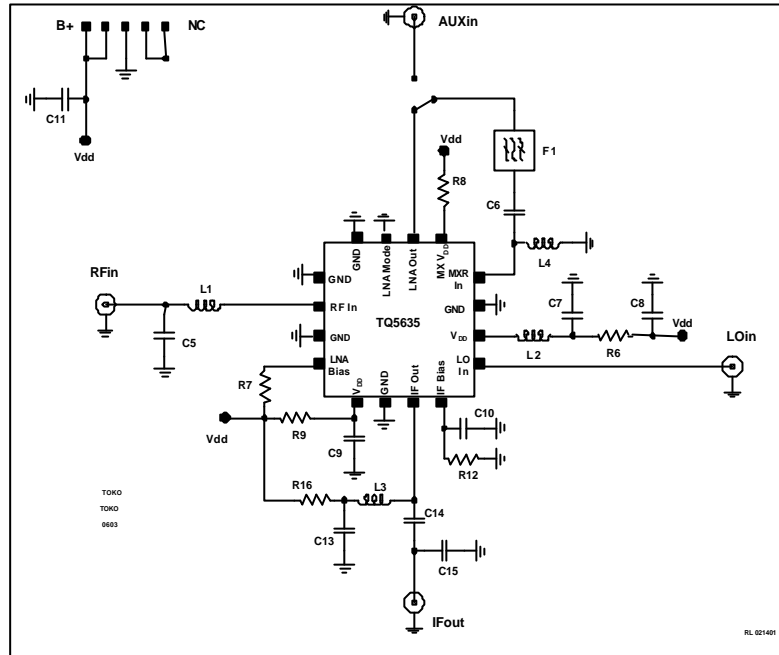 B+
NC
AUXin
C11
Vdd
Vdd
F1
R8
C6
L4
GND
LNA Mode
LNA Out
MX VDD
MXR
In
RFin
L1
GND
RF In
GND
C7
C8
C5
GND
TQ5635
VDD
Vdd
L2
R6
LOin
LNA
Bias
LO
In
R7
VDD
GND
IF Out
IF Bias
Vdd
R9
C9
C10
R12
R16
L3
TOKO
TOKO
0603
C13
C14
C15
IFout
RL 021401